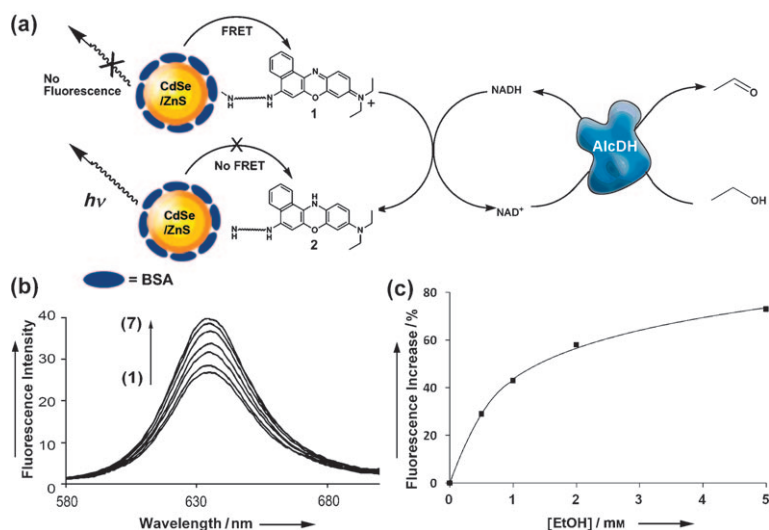 (a)
FRET
No
Fluorescence
CdSe
/ZnS
N
H
N
H
N
O
N
+
1
NADH
O
AlcDH
hν
No FRET
CdSe
/ZnS
N
H
N
H
H
N
O
N
2
NAD+
OH
= BSA
(b)
Fluorescence Intensity
40
30
20
10
0
(7)
(1)
580
630
680
Wavelength / nm
(c)
Fluorescence Increase / %
80
60
40
20
0
0
1
2
3
4
5
[EtOH] / mM